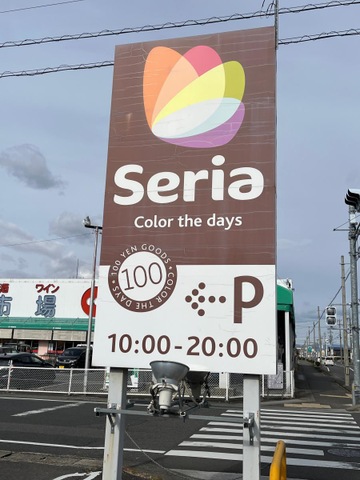 Seria
Color the days
100 YEN GOODS • COLOR THE DAYS •
100
P
10:00-20:00
ワイン
市場